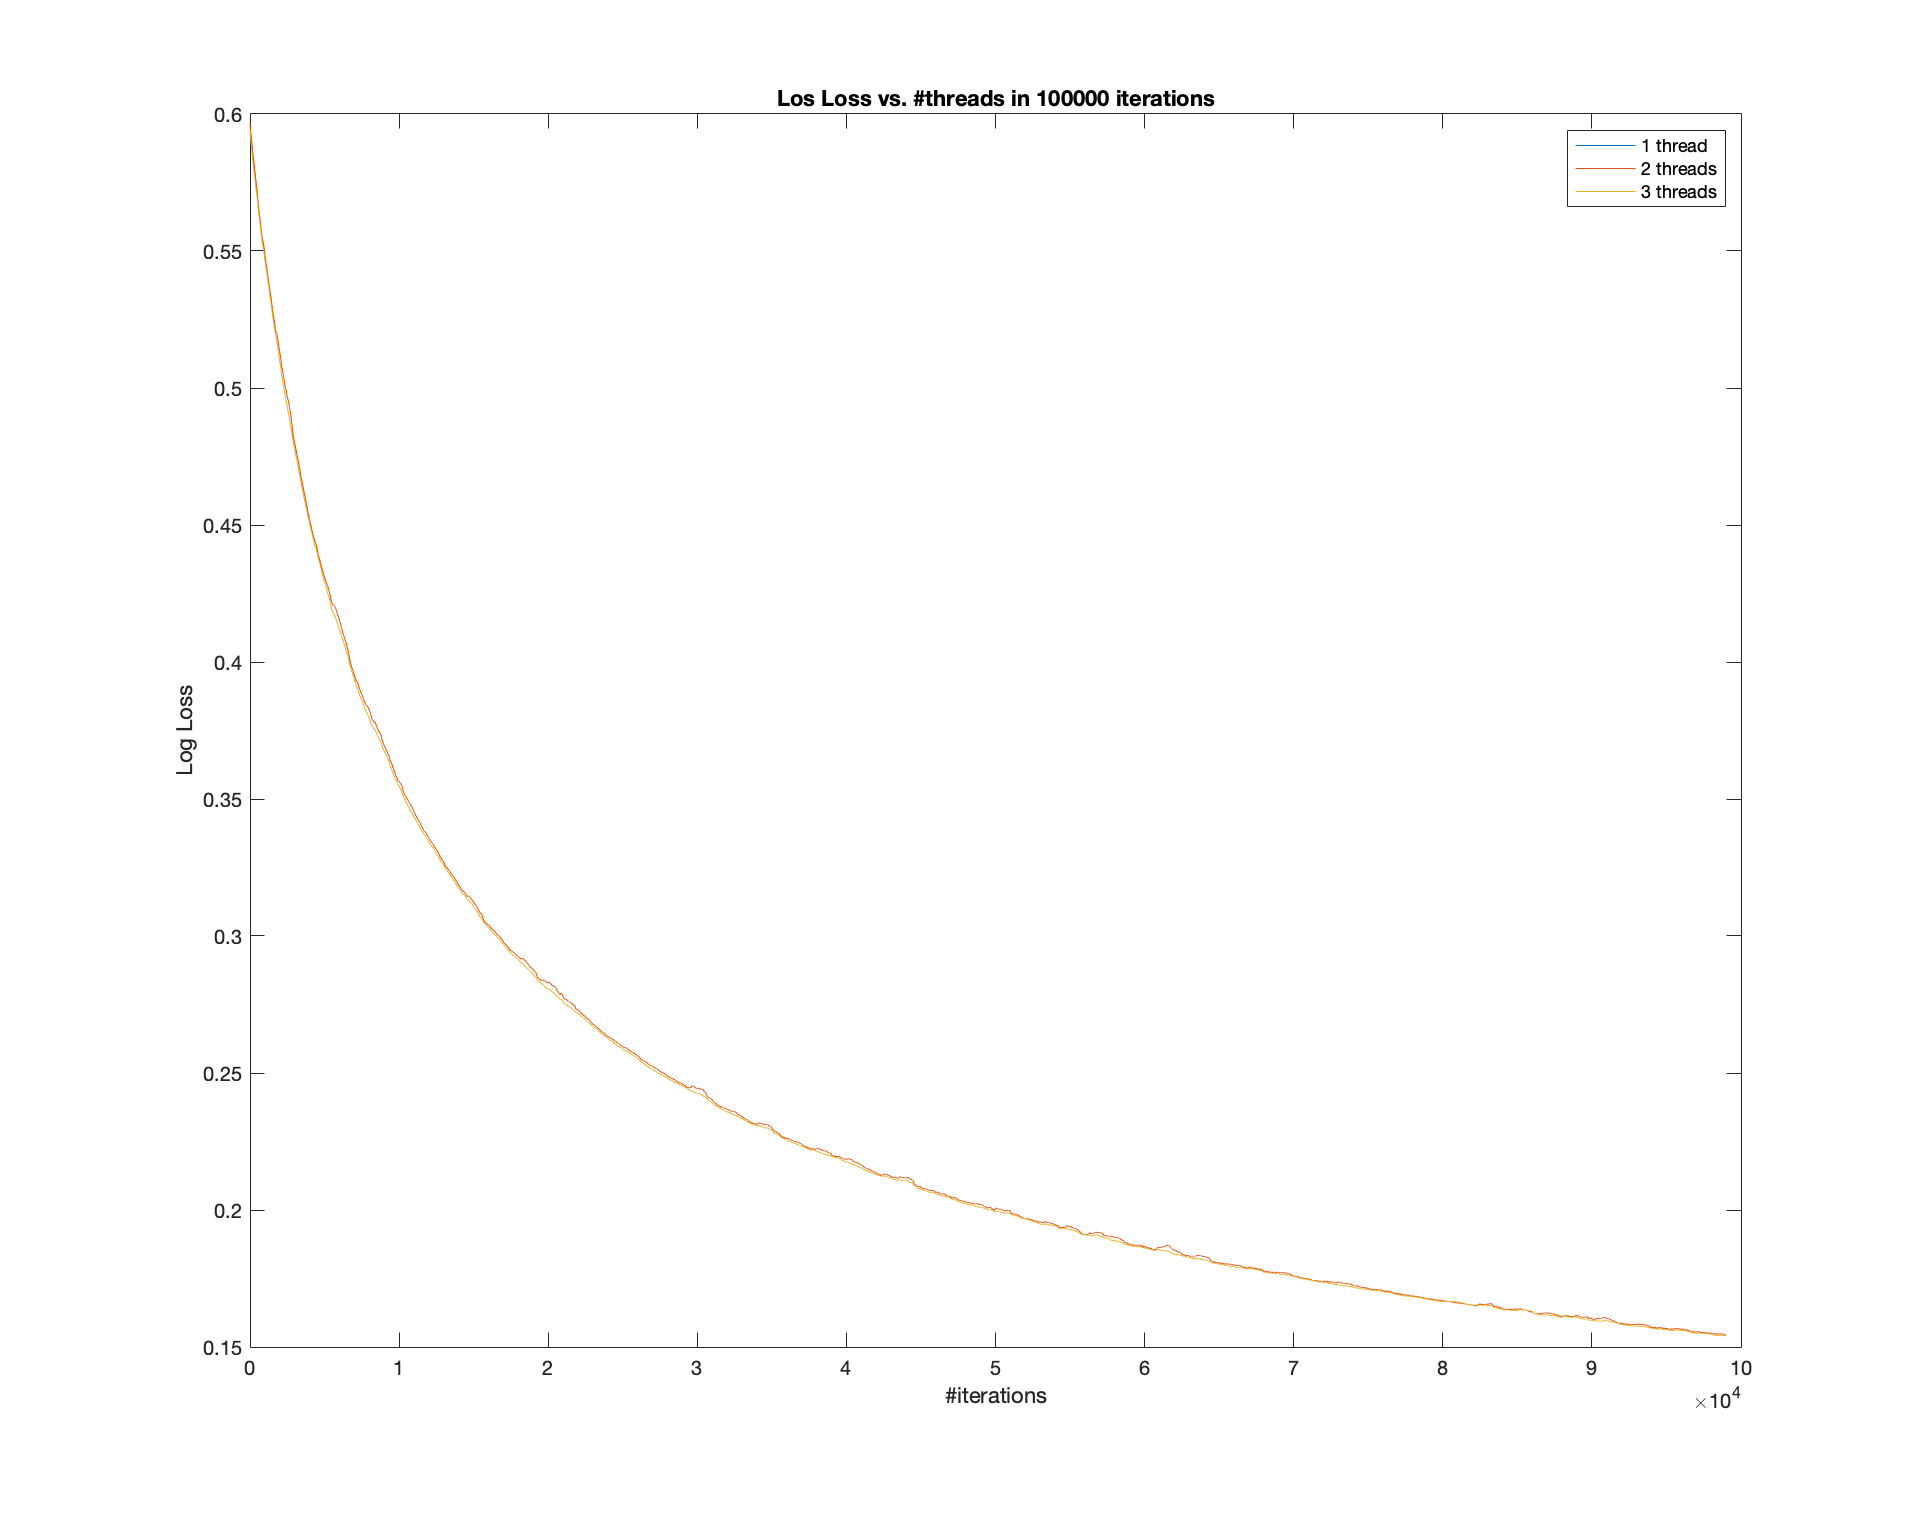 Los Loss vs. #threads in 100000 iterations
1 thread
2 threads
3 threads
0.6
0.55
0.5
0.45
0.4
0.35
0.3
0.25
0.2
0.15
Log Loss
0 1 2 3 4 5 6 7 8 9 10
#iterations
×10⁴